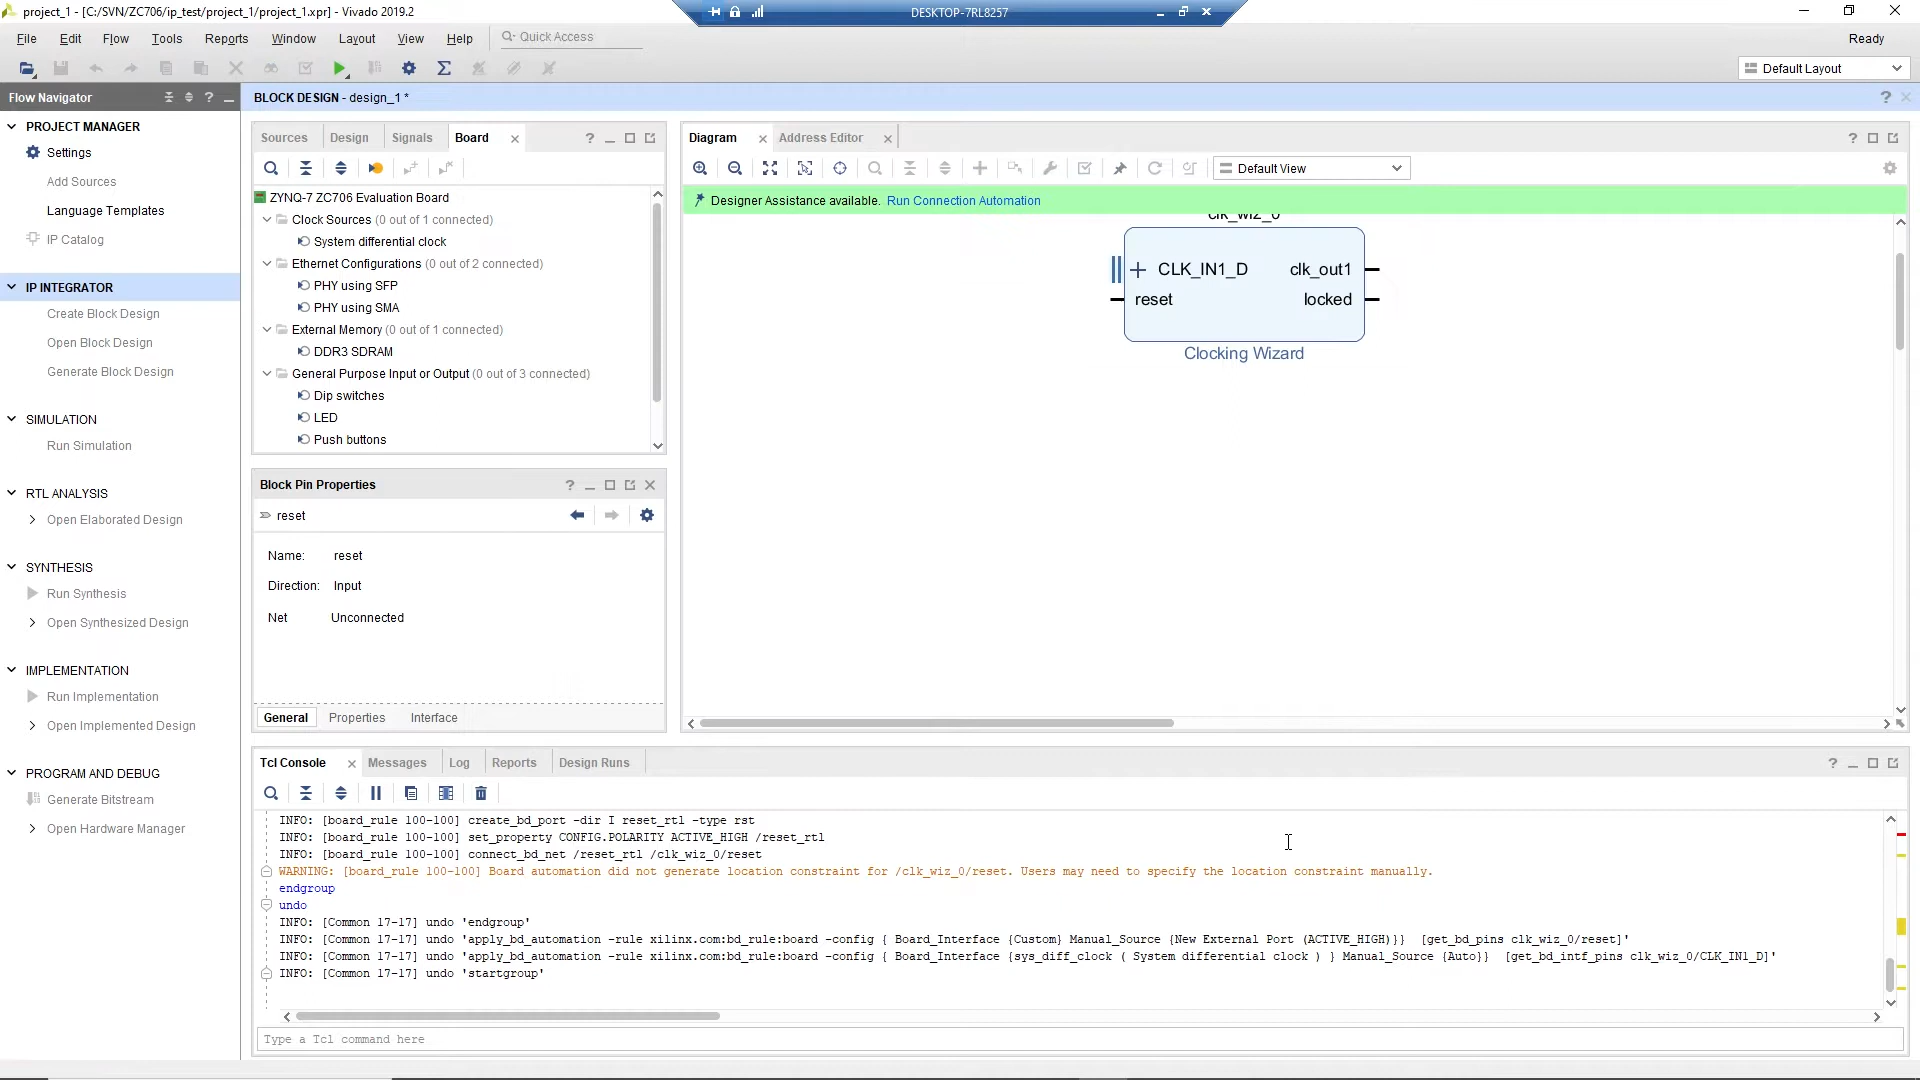 project_1 - [C:/SVN/ZC706/ip_test/project_1/project_1.xpr] - Vivado 2019.2
DESKTOP-7RL8257
File Edit Flow Tools Reports Window Layout View Help Quick Access
Ready
Default Layout
Flow Navigator
PROJECT MANAGER
Settings
Add Sources
Language Templates
IP Catalog
IP INTEGRATOR
Create Block Design
Open Block Design
Generate Block Design
SIMULATION
Run Simulation
RTL ANALYSIS
Open Elaborated Design
SYNTHESIS
Run Synthesis
Open Synthesized Design
IMPLEMENTATION
Run Implementation
Open Implemented Design
PROGRAM AND DEBUG
Generate Bitstream
Open Hardware Manager
BLOCK DESIGN - design_1 *
Sources Design Signals Board
ZYNQ-7 ZC706 Evaluation Board
Clock Sources (0 out of 1 connected)
System differential clock
Ethernet Configurations (0 out of 2 connected)
PHY using SFP
PHY using SMA
External Memory (0 out of 1 connected)
DDR3 SDRAM
General Purpose Input or Output (0 out of 3 connected)
Dip switches
LED
Push buttons
Block Pin Properties
reset
Name: reset
Direction: Input
Net Unconnected
General Properties Interface
Diagram Address Editor
Default View
Designer Assistance available. Run Connection Automation
clk_wiz_0
CLK_IN1_D clk_out1
reset locked
Clocking Wizard
Tcl Console Messages Log Reports Design Runs
INFO: [board_rule 100-100] create_bd_port -dir I reset_rtl -type rst
INFO: [board_rule 100-100] set_property CONFIG.POLARITY ACTIVE_HIGH /reset_rtl
INFO: [board_rule 100-100] connect_bd_net /reset_rtl /clk_wiz_0/reset
WARNING: [board_rule 100-100] Board automation did not generate location constraint for /clk_wiz_0/reset. Users may need to specify the location constraint manually.
endgroup
undo
INFO: [Common 17-17] undo 'endgroup'
INFO: [Common 17-17] undo 'apply_bd_automation -rule xilinx.com:bd_rule:board -config { Board_Interface {Custom} Manual_Source {New External Port (ACTIVE_HIGH)}}  [get_bd_pins clk_wiz_0/reset]'
INFO: [Common 17-17] undo 'apply_bd_automation -rule xilinx.com:bd_rule:board -config { Board_Interface {sys_diff_clock ( System differential clock ) } Manual_Source {Auto}}  [get_bd_intf_pins clk_wiz_0/CLK_IN1_D]'
INFO: [Common 17-17] undo 'startgroup'
Type a Tcl command here